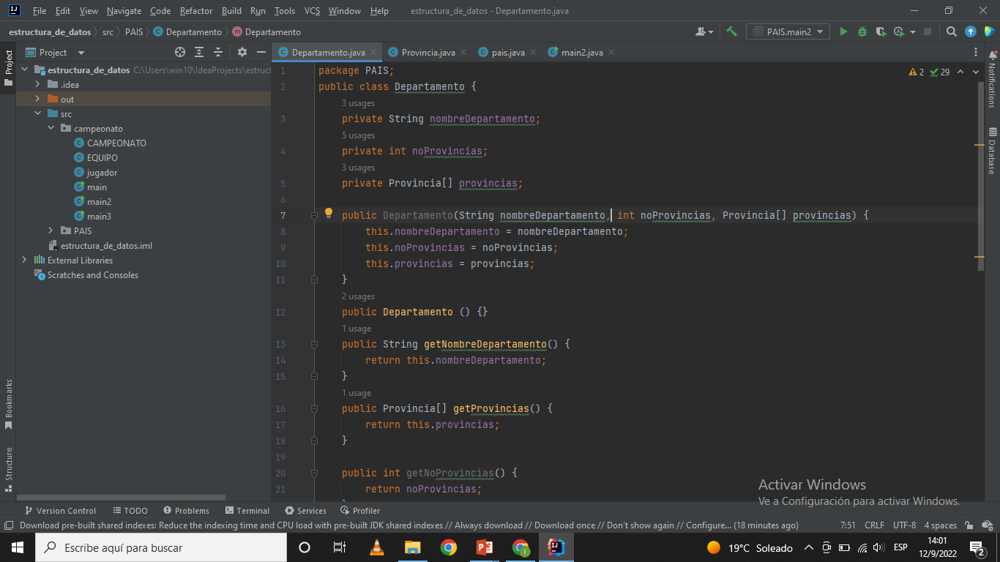 File Edit View Navigate Code Refactor Build Run Tools VCS Window Help estructura_de_datos - Departamento.java
estructura_de_datos src PAIS Departamento Departamento PAIS.main2
Project Departamento.java Provincia.java pais.java main2.java
Project
estructura_de_datos C:\Users\win10\IdeaProjects\estruct
.idea
out
src
campeonato
CAMPEONATO
EQUIPO
jugador
main
main2
main3
PAIS
estructura_de_datos.iml
External Libraries
Scratches and Consoles
Bookmarks
Structure
2 29
1 package PAIS;
2 public class Departamento {
3 usages
3 private String nombreDepartamento;
5 usages
4 private int noProvincias;
3 usages
5 private Provincia[] provincias;
6
7 public Departamento(String nombreDepartamento, int noProvincias, Provincia[] provincias) {
8 this.nombreDepartamento = nombreDepartamento;
9 this.noProvincias = noProvincias;
10 this.provincias = provincias;
11 }
2 usages
12 public Departamento () {}
1 usage
13 public String getNombreDepartamento() {
14 return this.nombreDepartamento;
15 }
1 usage
16 public Provincia[] getProvincias() {
17 return this.provincias;
18 }
19
20 public int getNoProvincias() {
21 return noProvincias;
Notifications
Database
Activar Windows
Ve a Configuración para activar Windows.
Version Control TODO Problems Terminal Services Profiler
Download pre-built shared indexes: Reduce the indexing time and CPU load with pre-built JDK shared indexes // Always download // Download once // Don't show again // Configure... (18 minutes ago) 7:51 CRLF UTF-8 4 spaces
Escribe aquí para buscar
19°C Soleado ESP
14:01
12/9/2022
2